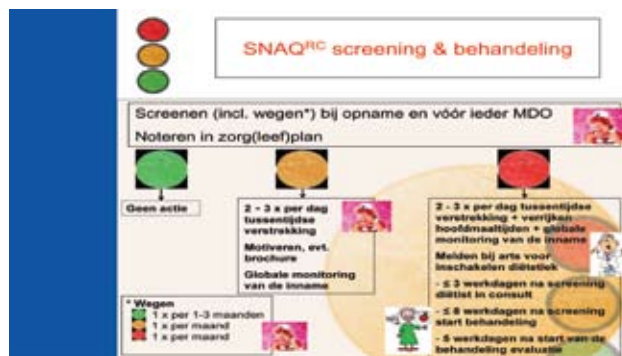 SNAQRC screening & behandeling
Screenen (incl. wegen*) bij opname en vóór ieder MDO
Noteren in zorg(leef)plan
Geen actie
2 - 3 x per dag
tussentijdse
verstrekking
Motiveren, evt.
brochure
Globale monitoring
van de inname
2 - 3 x per dag tussentijdse
verstrekking + verrijken
hoofdmaaltijden + globale
monitoring van de inname
Melden bij arts voor
inschakelen diëtetiek
- ≤ 3 werkdagen na screening
diëtist in consult
- ≤ 8 werkdagen na screening
start behandeling
- 5 werkdagen na start van de
behandeling evaluatie
* Wegen
1 x per 1-3 maanden
1 x per maand
1 x per maand